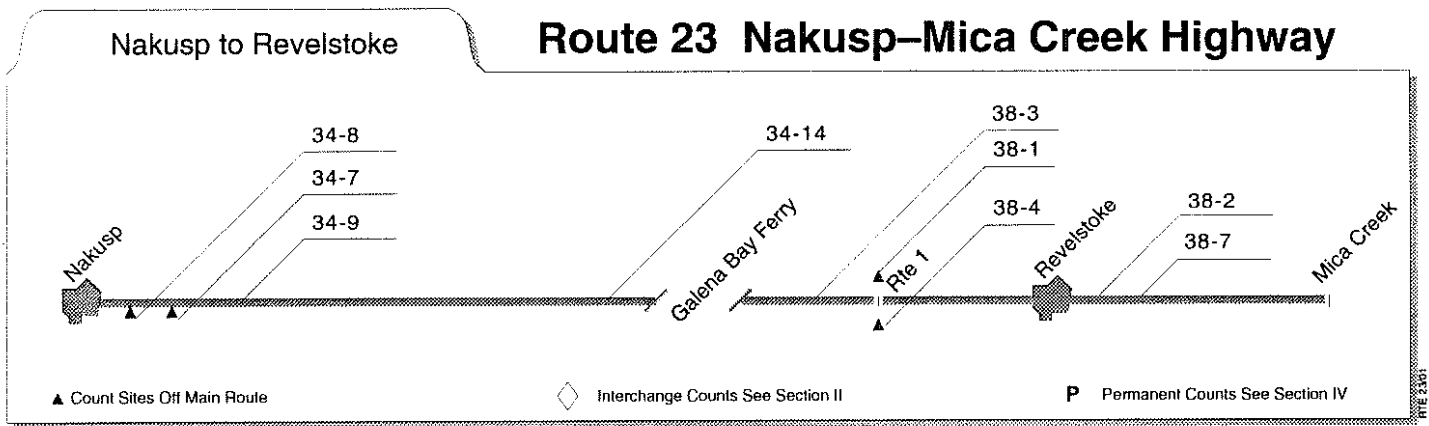 Nakusp to Revelstoke
Route 23 Nakusp–Mica Creek Highway
34-8
34-7
34-9
34-14
38-3
38-1
38-4
38-2
38-7
Nakusp
Galena Bay Ferry
Rte 1
Revelstoke
Mica Creek
▲ Count Sites Off Main Route
◇ Interchange Counts See Section II
P Permanent Counts See Section IV
RTE 23/01